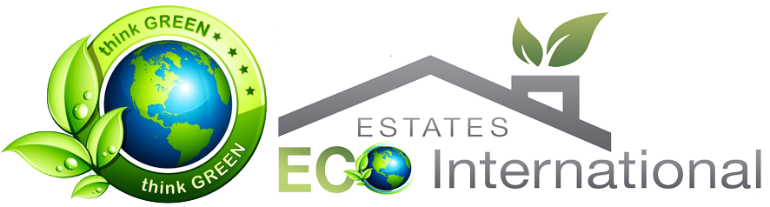 think GREEN
think GREEN
ESTATES
ECO International